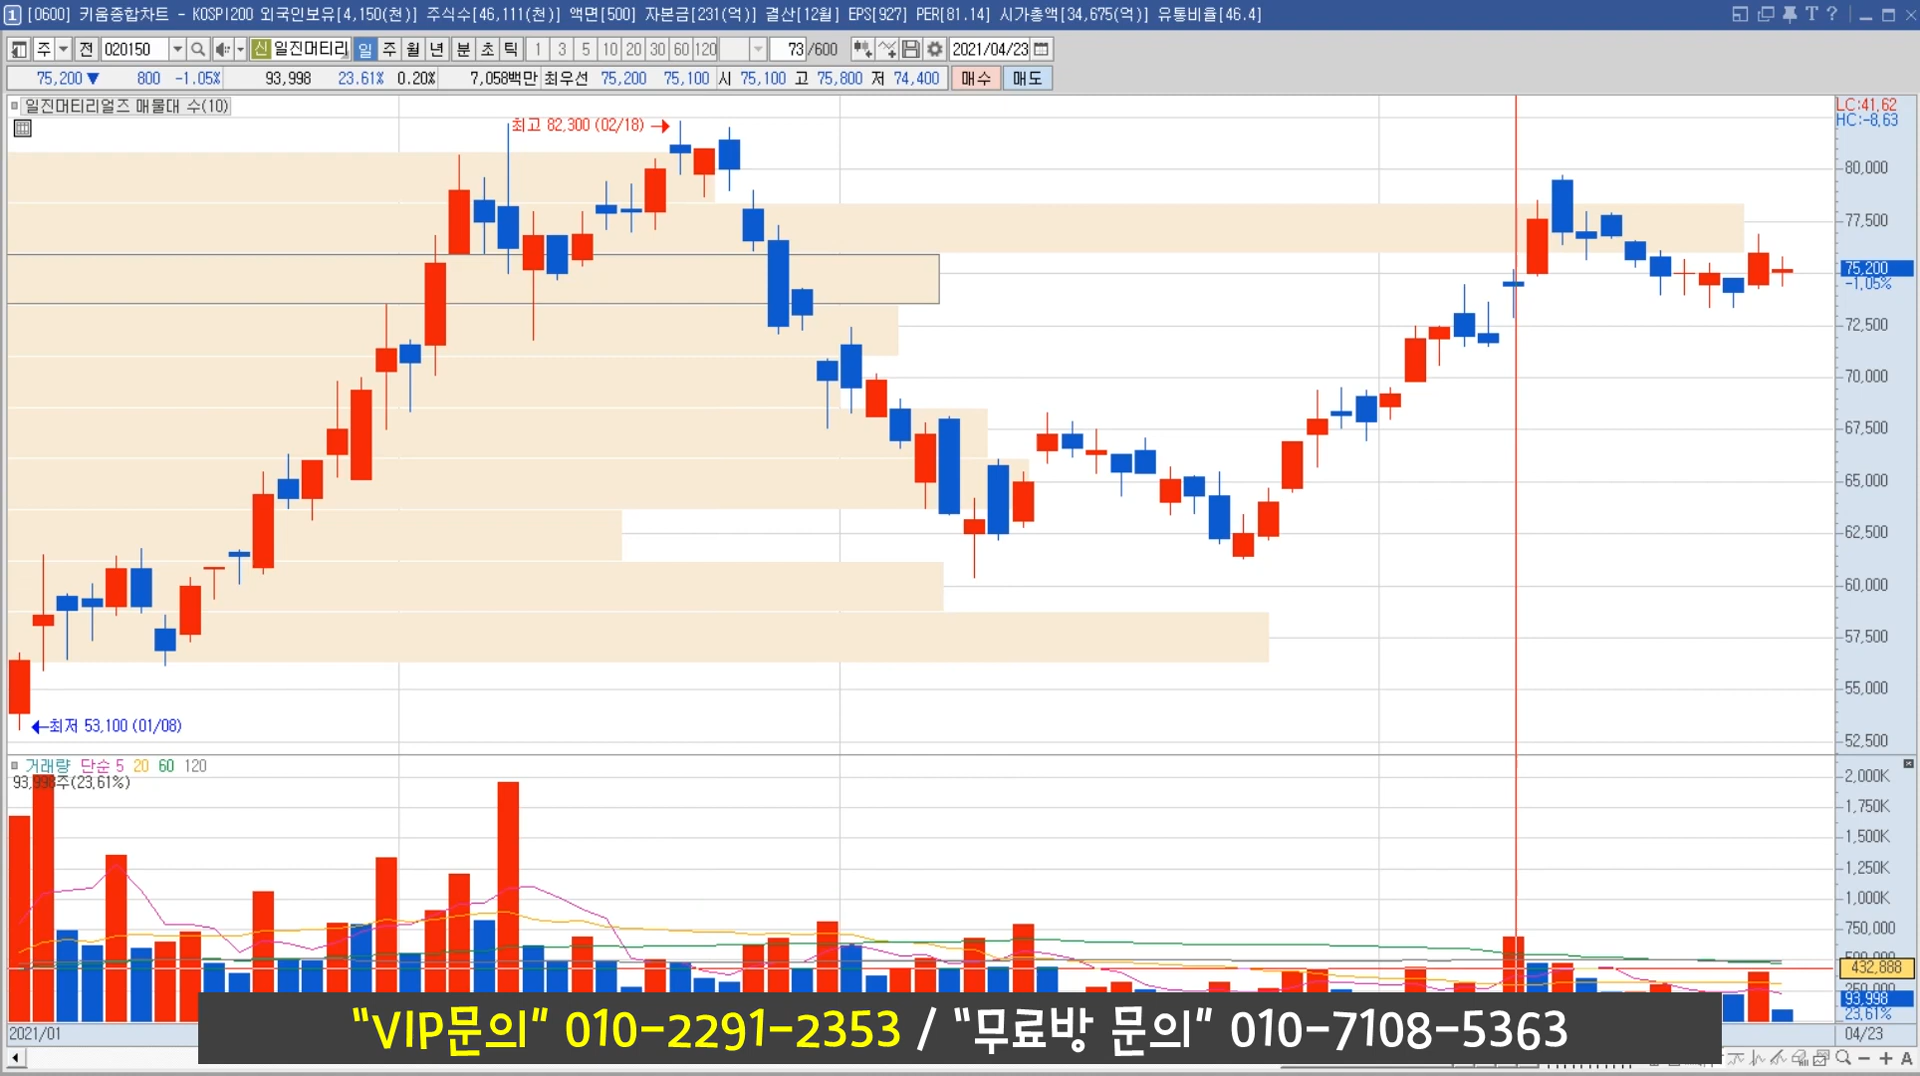 1 [0600] 키움종합차트 - KOSPI200 외국인보유[4,150(천)] 주식수[46,111(천)] 액면[500] 자본금[231(억)] 결산[12월] EPS[927] PER[81.14] 시가총액[34,675(억)] 유통비율[46.4] T ?
주 전 020150 신 일진머티리 일 주 월 년 분 초 틱 1 3 5 10 20 30 60 120 73 /600 2021/04/23
75,200 ▼ 800 -1.05% 93,998 23.61% 0.20% 7,058백만 최우선 75,200 75,100 시 75,100 고 75,800 저 74,400 매수 매도
일진머티리얼즈 매물대 수(10)
LC:41.62
HC:-8.63
최고 82,300 (02/18) →
80,000
77,500
75,200
-1.05%
72,500
70,000
67,500
65,000
62,500
60,000
57,500
55,000
←최저 53,100 (01/08)
52,500
거래량 단순 5 20 60 120
93,998주(23.61%)
2,000K
1,750K
1,500K
1,250K
1,000K
750,000
432,888
93,998
23.61%
2021/01
04/23
"VIP문의" 010-2291-2353 / "무료방 문의" 010-7108-5363
A